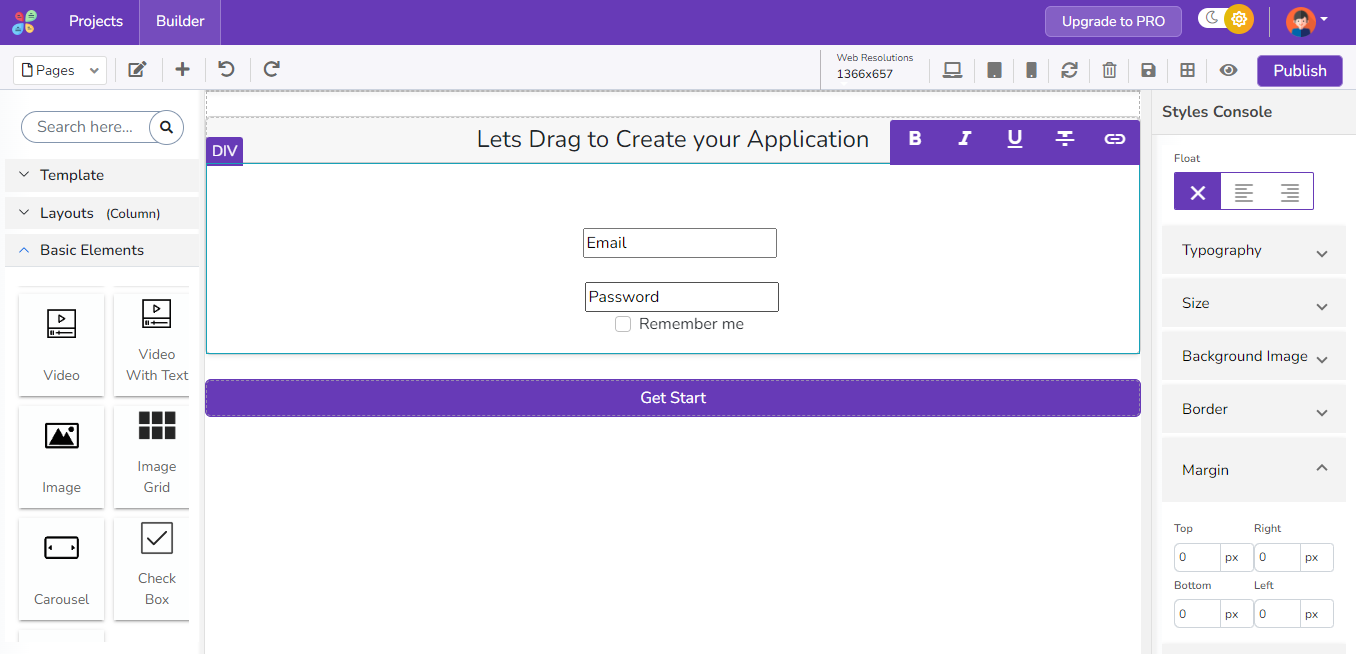 Projects
Builder
Upgrade to PRO
Pages
Web Resolutions
1366x657
Publish
Search here...
Template
Layouts (Column)
Basic Elements
Video
Video
With Text
Image
Image
Grid
Carousel
Check
Box
Lets Drag to Create your Application
DIV
B I U S
Email
Password
Remember me
Get Start
Styles Console
Float
Typography
Size
Background Image
Border
Margin
Top Right
0 px 0 px
Bottom Left
0 px 0 px